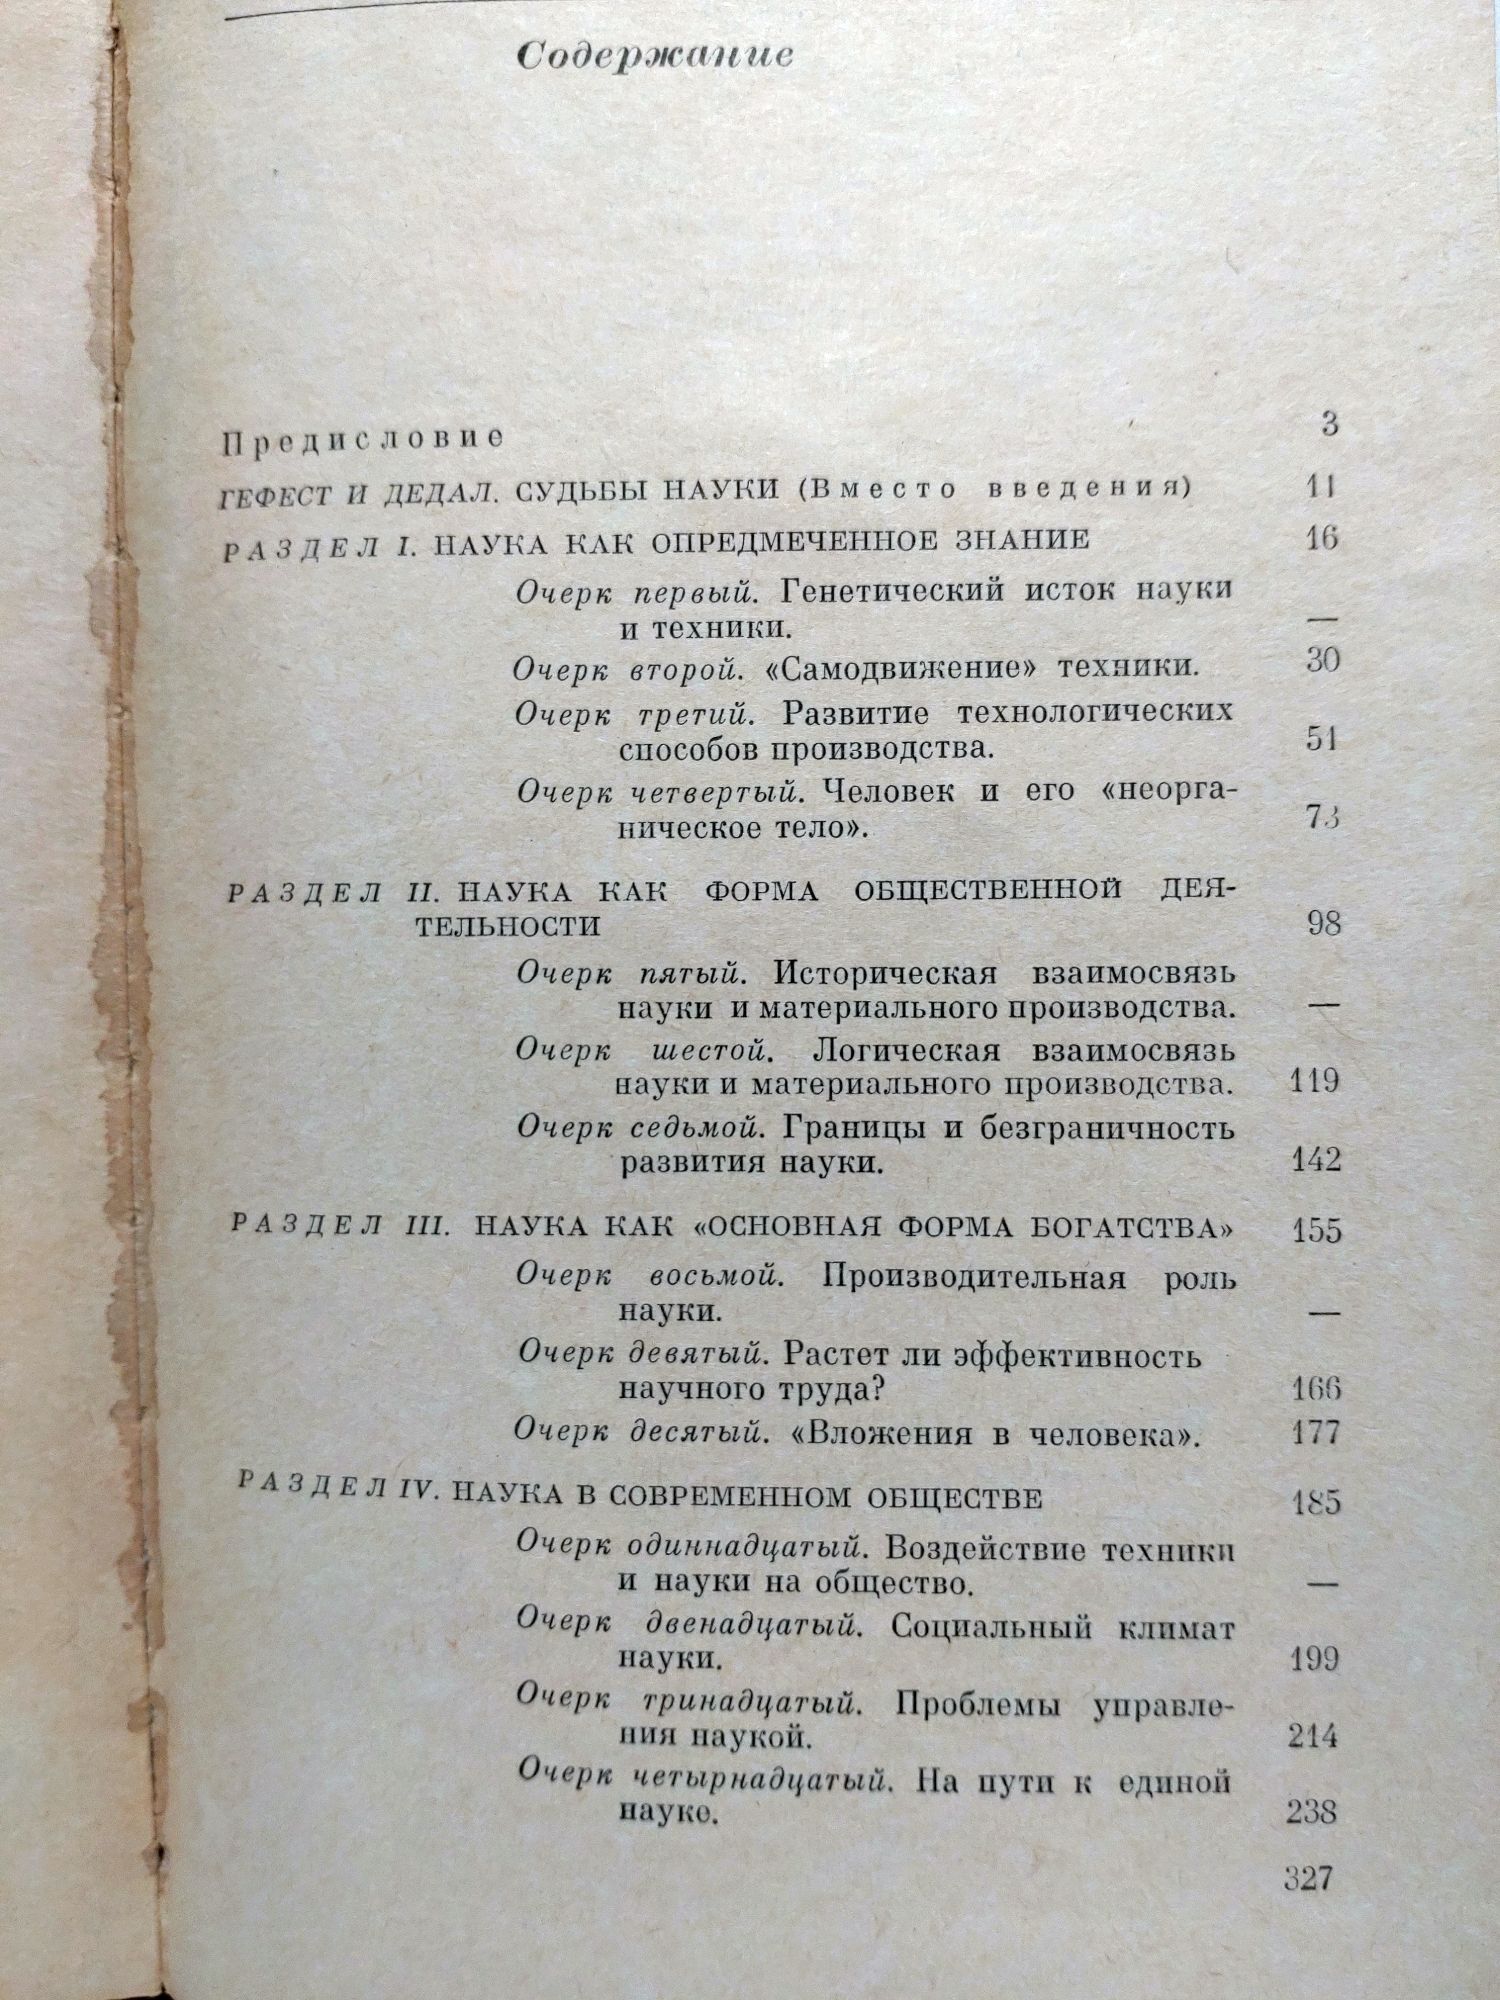 Содержание
Предисловие 3
ГЕФЕСТ И ДЕДАЛ. СУДЬБЫ НАУКИ (Вместо введения) 11
РАЗДЕЛ I. НАУКА КАК ОПРЕДМЕЧЕННОЕ ЗНАНИЕ 16
Очерк первый. Генетический исток науки
и техники. —
Очерк второй. «Самодвижение» техники. 30
Очерк третий. Развитие технологических
способов производства. 51
Очерк четвертый. Человек и его «неорга-
ническое тело». 73
РАЗДЕЛ II. НАУКА КАК ФОРМА ОБЩЕСТВЕННОЙ ДЕЯ-
ТЕЛЬНОСТИ 98
Очерк пятый. Историческая взаимосвязь
науки и материального производства. —
Очерк шестой. Логическая взаимосвязь
науки и материального производства. 119
Очерк седьмой. Границы и безграничность
развития науки. 142
РАЗДЕЛ III. НАУКА КАК «ОСНОВНАЯ ФОРМА БОГАТСТВА» 155
Очерк восьмой. Производительная роль
науки. —
Очерк девятый. Растет ли эффективность
научного труда? 166
Очерк десятый. «Вложения в человека». 177
РАЗДЕЛ IV. НАУКА В СОВРЕМЕННОМ ОБЩЕСТВЕ 185
Очерк одиннадцатый. Воздействие техники
и науки на общество. —
Очерк двенадцатый. Социальный климат
науки. 199
Очерк тринадцатый. Проблемы управле-
ния наукой. 214
Очерк четырнадцатый. На пути к единой
науке. 238
327